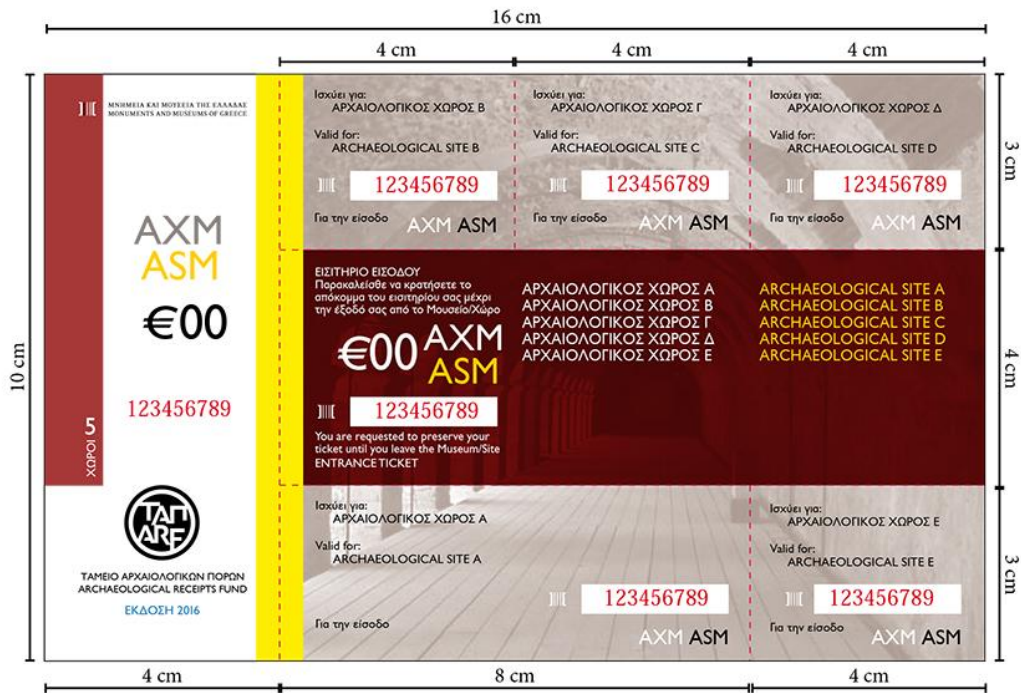 16 cm
4 cm
4 cm
4 cm
10 cm
ΜΝΗΜΕΙΑ ΚΑΙ ΜΟΥΣΕΙΑ ΤΗΣ ΕΛΛΑΔΑΣ
MONUMENTS AND MUSEUMS OF GREECE
ΑΧΜ
ASM
€00
123456789
ΧΩΡΟΙ 5
ΤΑΠ
ARF
ΤΑΜΕΙΟ ΑΡΧΑΙΟΛΟΓΙΚΩΝ ΠΟΡΩΝ
ARCHAEOLOGICAL RECEIPTS FUND
ΕΚΔΟΣΗ 2016
Ισχύει για:
ΑΡΧΑΙΟΛΟΓΙΚΟΣ ΧΩΡΟΣ Β
Valid for:
ARCHAEOLOGICAL SITE B
123456789
Για την είσοδο
ΑΧΜ ASM
Ισχύει για:
ΑΡΧΑΙΟΛΟΓΙΚΟΣ ΧΩΡΟΣ Γ
Valid for:
ARCHAEOLOGICAL SITE C
123456789
Για την είσοδο
ΑΧΜ ASM
Ισχύει για:
ΑΡΧΑΙΟΛΟΓΙΚΟΣ ΧΩΡΟΣ Δ
Valid for:
ARCHAEOLOGICAL SITE D
123456789
Για την είσοδο
ΑΧΜ ASM
3 cm
ΕΙΣΙΤΗΡΙΟ ΕΙΣΟΔΟΥ
Παρακαλείσθε να κρατήσετε το
απόκομμα του εισιτηρίου σας μέχρι
την έξοδό σας από το Μουσείο/Χώρο
€00 ΑΧΜ
ASM
123456789
You are requested to preserve your
ticket until you leave the Museum/Site
ENTRANCE TICKET
ΑΡΧΑΙΟΛΟΓΙΚΟΣ ΧΩΡΟΣ Α
ΑΡΧΑΙΟΛΟΓΙΚΟΣ ΧΩΡΟΣ Β
ΑΡΧΑΙΟΛΟΓΙΚΟΣ ΧΩΡΟΣ Γ
ΑΡΧΑΙΟΛΟΓΙΚΟΣ ΧΩΡΟΣ Δ
ΑΡΧΑΙΟΛΟΓΙΚΟΣ ΧΩΡΟΣ Ε
ARCHAEOLOGICAL SITE A
ARCHAEOLOGICAL SITE B
ARCHAEOLOGICAL SITE C
ARCHAEOLOGICAL SITE D
ARCHAEOLOGICAL SITE E
4 cm
Ισχύει για:
ΑΡΧΑΙΟΛΟΓΙΚΟΣ ΧΩΡΟΣ Α
Valid for:
ARCHAEOLOGICAL SITE A
123456789
Για την είσοδο
ΑΧΜ ASM
Ισχύει για:
ΑΡΧΑΙΟΛΟΓΙΚΟΣ ΧΩΡΟΣ Ε
Valid for:
ARCHAEOLOGICAL SITE E
123456789
Για την είσοδο
ΑΧΜ ASM
3 cm
4 cm
8 cm
4 cm